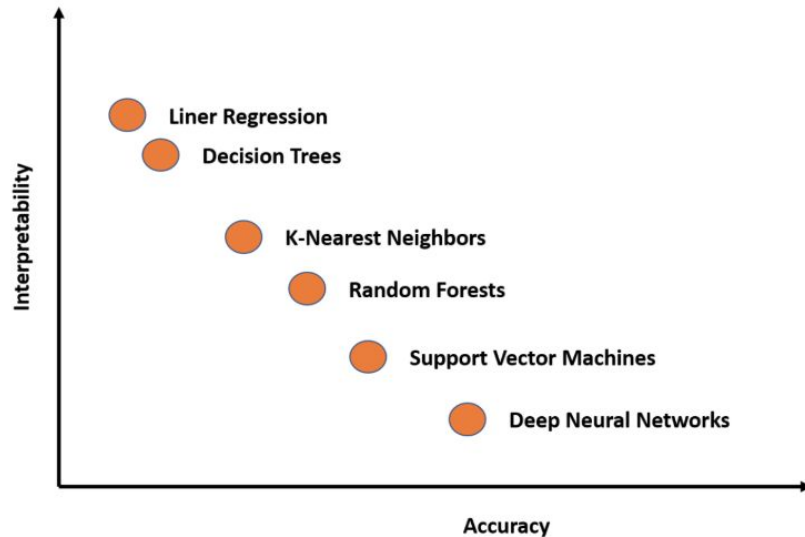 Liner Regression
Decision Trees
K-Nearest Neighbors
Random Forests
Support Vector Machines
Deep Neural Networks
Interpretability
Accuracy